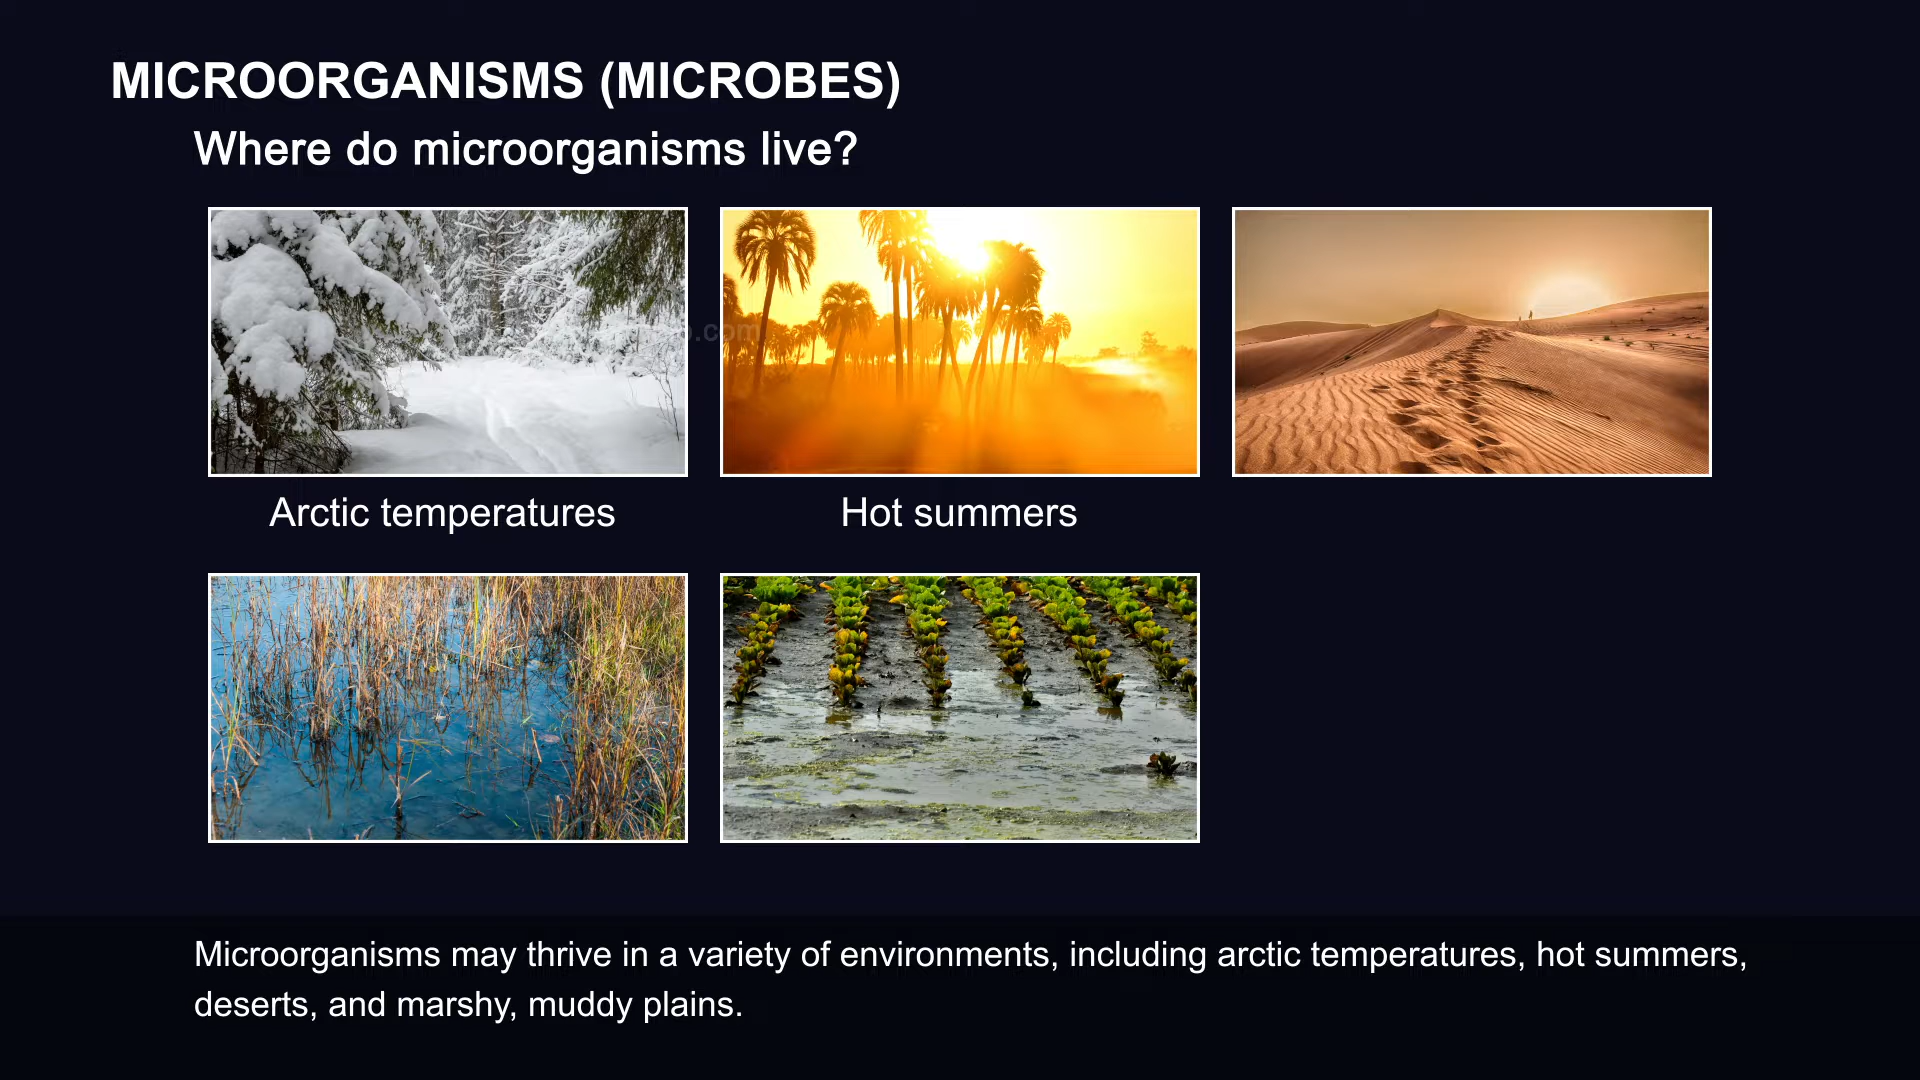 MICROORGANISMS (MICROBES)
Where do microorganisms live?
Arctic temperatures
Hot summers
Microorganisms may thrive in a variety of environments, including arctic temperatures, hot summers,
deserts, and marshy, muddy plains.